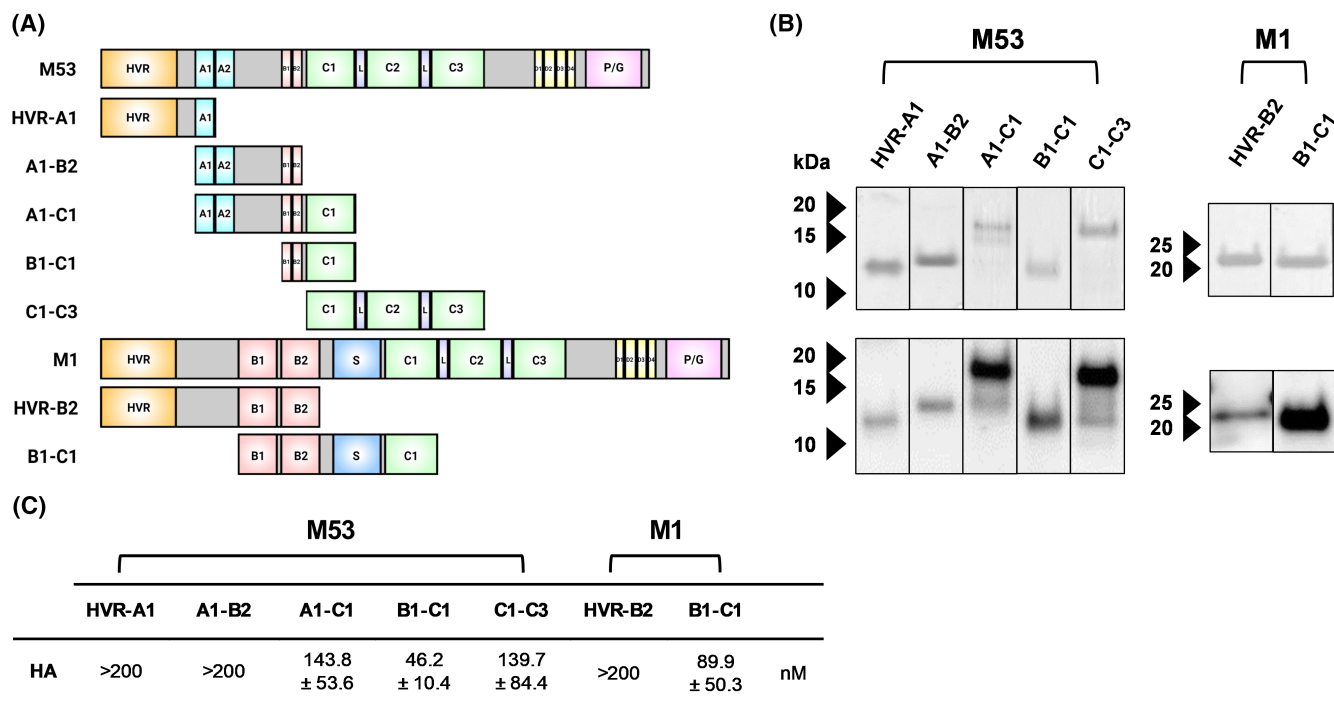 (A)
M53 HVR A1 A2 B1 B2 C1 L C2 L C3 D1 D2 D3 D4 P/G
HVR-A1 HVR A1
A1-B2 A1 A2 B1 B2
A1-C1 A1 A2 B1 B2 C1
B1-C1 B1 B2 C1
C1-C3 C1 L C2 L C3
M1 HVR B1 B2 S C1 L C2 L C3 D1 D2 D3 D4 P/G
HVR-B2 HVR B1 B2
B1-C1 B1 B2 S C1
(B)
M53 M1
kDa HVR-A1 A1-B2 A1-C1 B1-C1 C1-C3 HVR-B2 B1-C1
20
15
10
25
20
20
15
10
25
20
(C)
M53 M1
HVR-A1 A1-B2 A1-C1 B1-C1 C1-C3 HVR-B2 B1-C1
HA >200 >200 143.8 46.2 139.7 >200 89.9 nM
± 53.6 ± 10.4 ± 84.4 ± 50.3